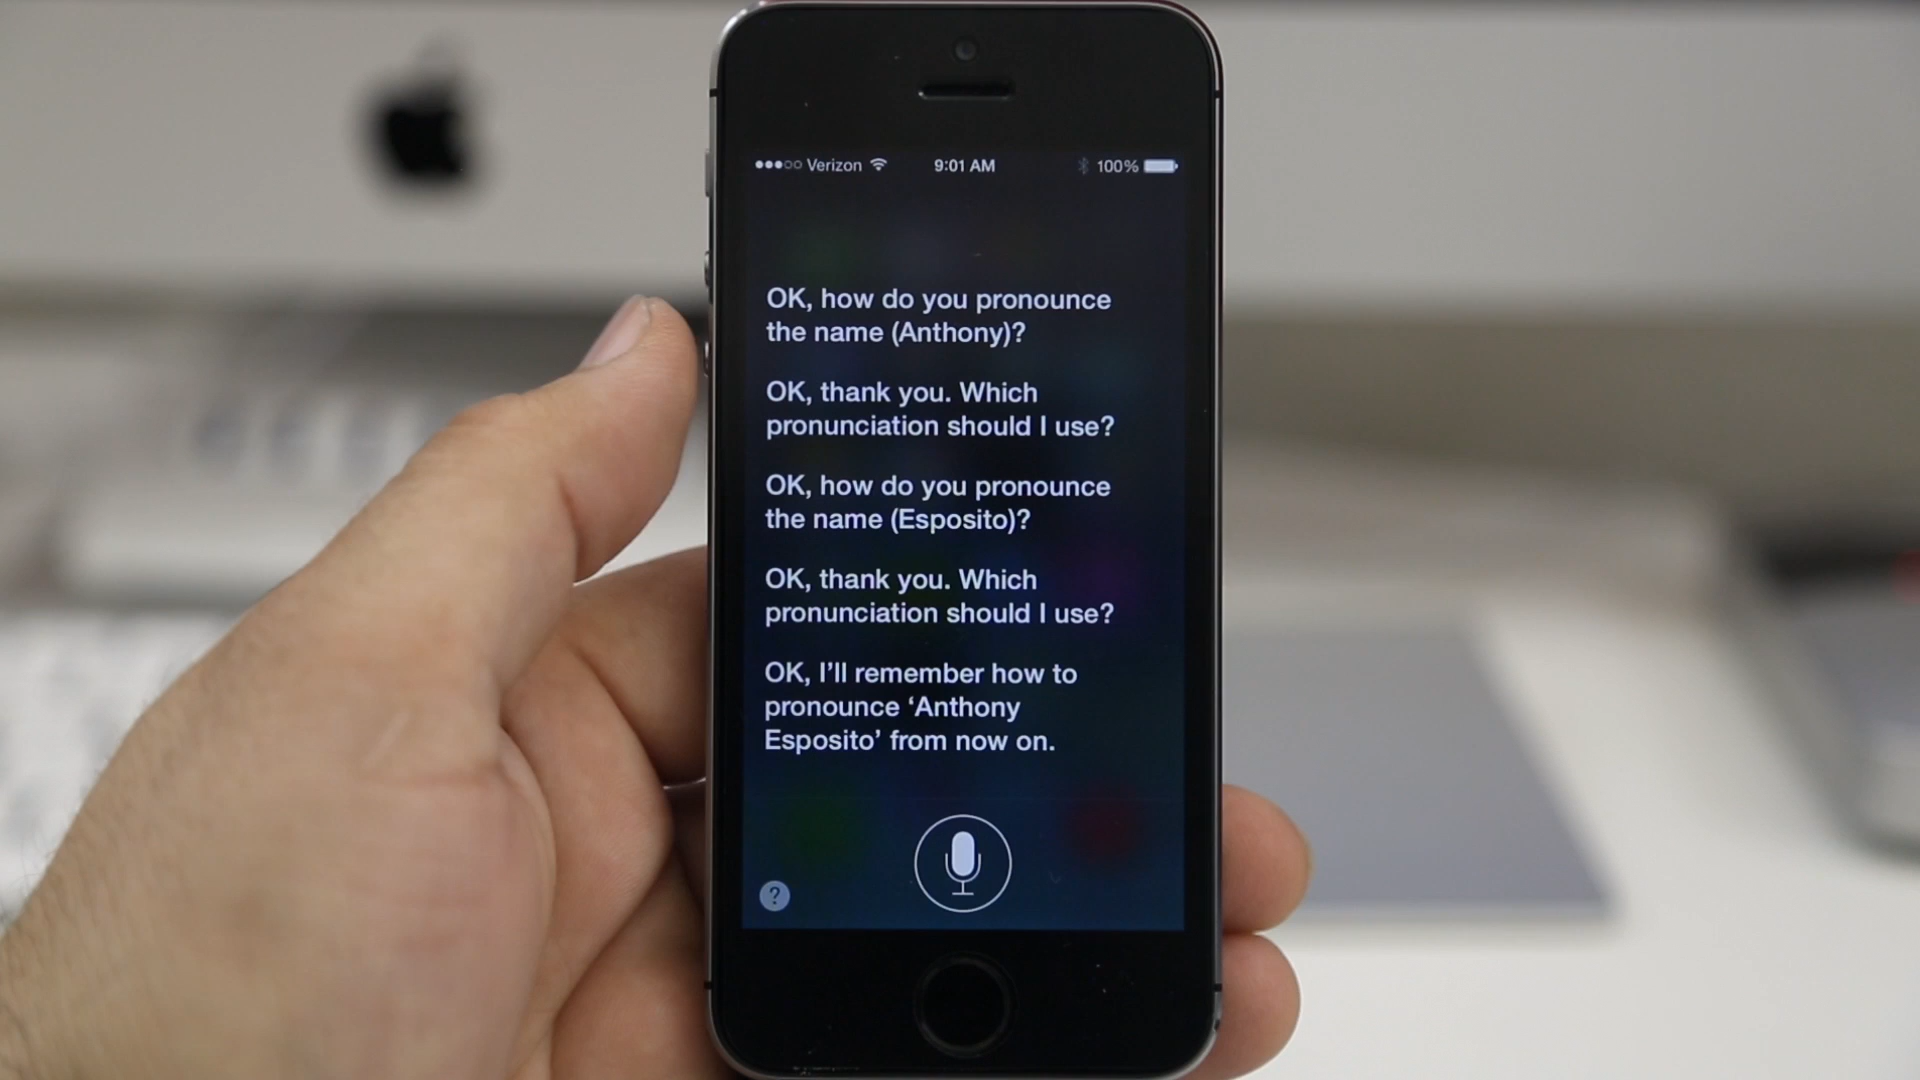 Verizon 9:01 AM 100%
OK, how do you pronounce
the name (Anthony)?
OK, thank you. Which
pronunciation should I use?
OK, how do you pronounce
the name (Esposito)?
OK, thank you. Which
pronunciation should I use?
OK, I’ll remember how to
pronounce ‘Anthony
Esposito’ from now on.
?